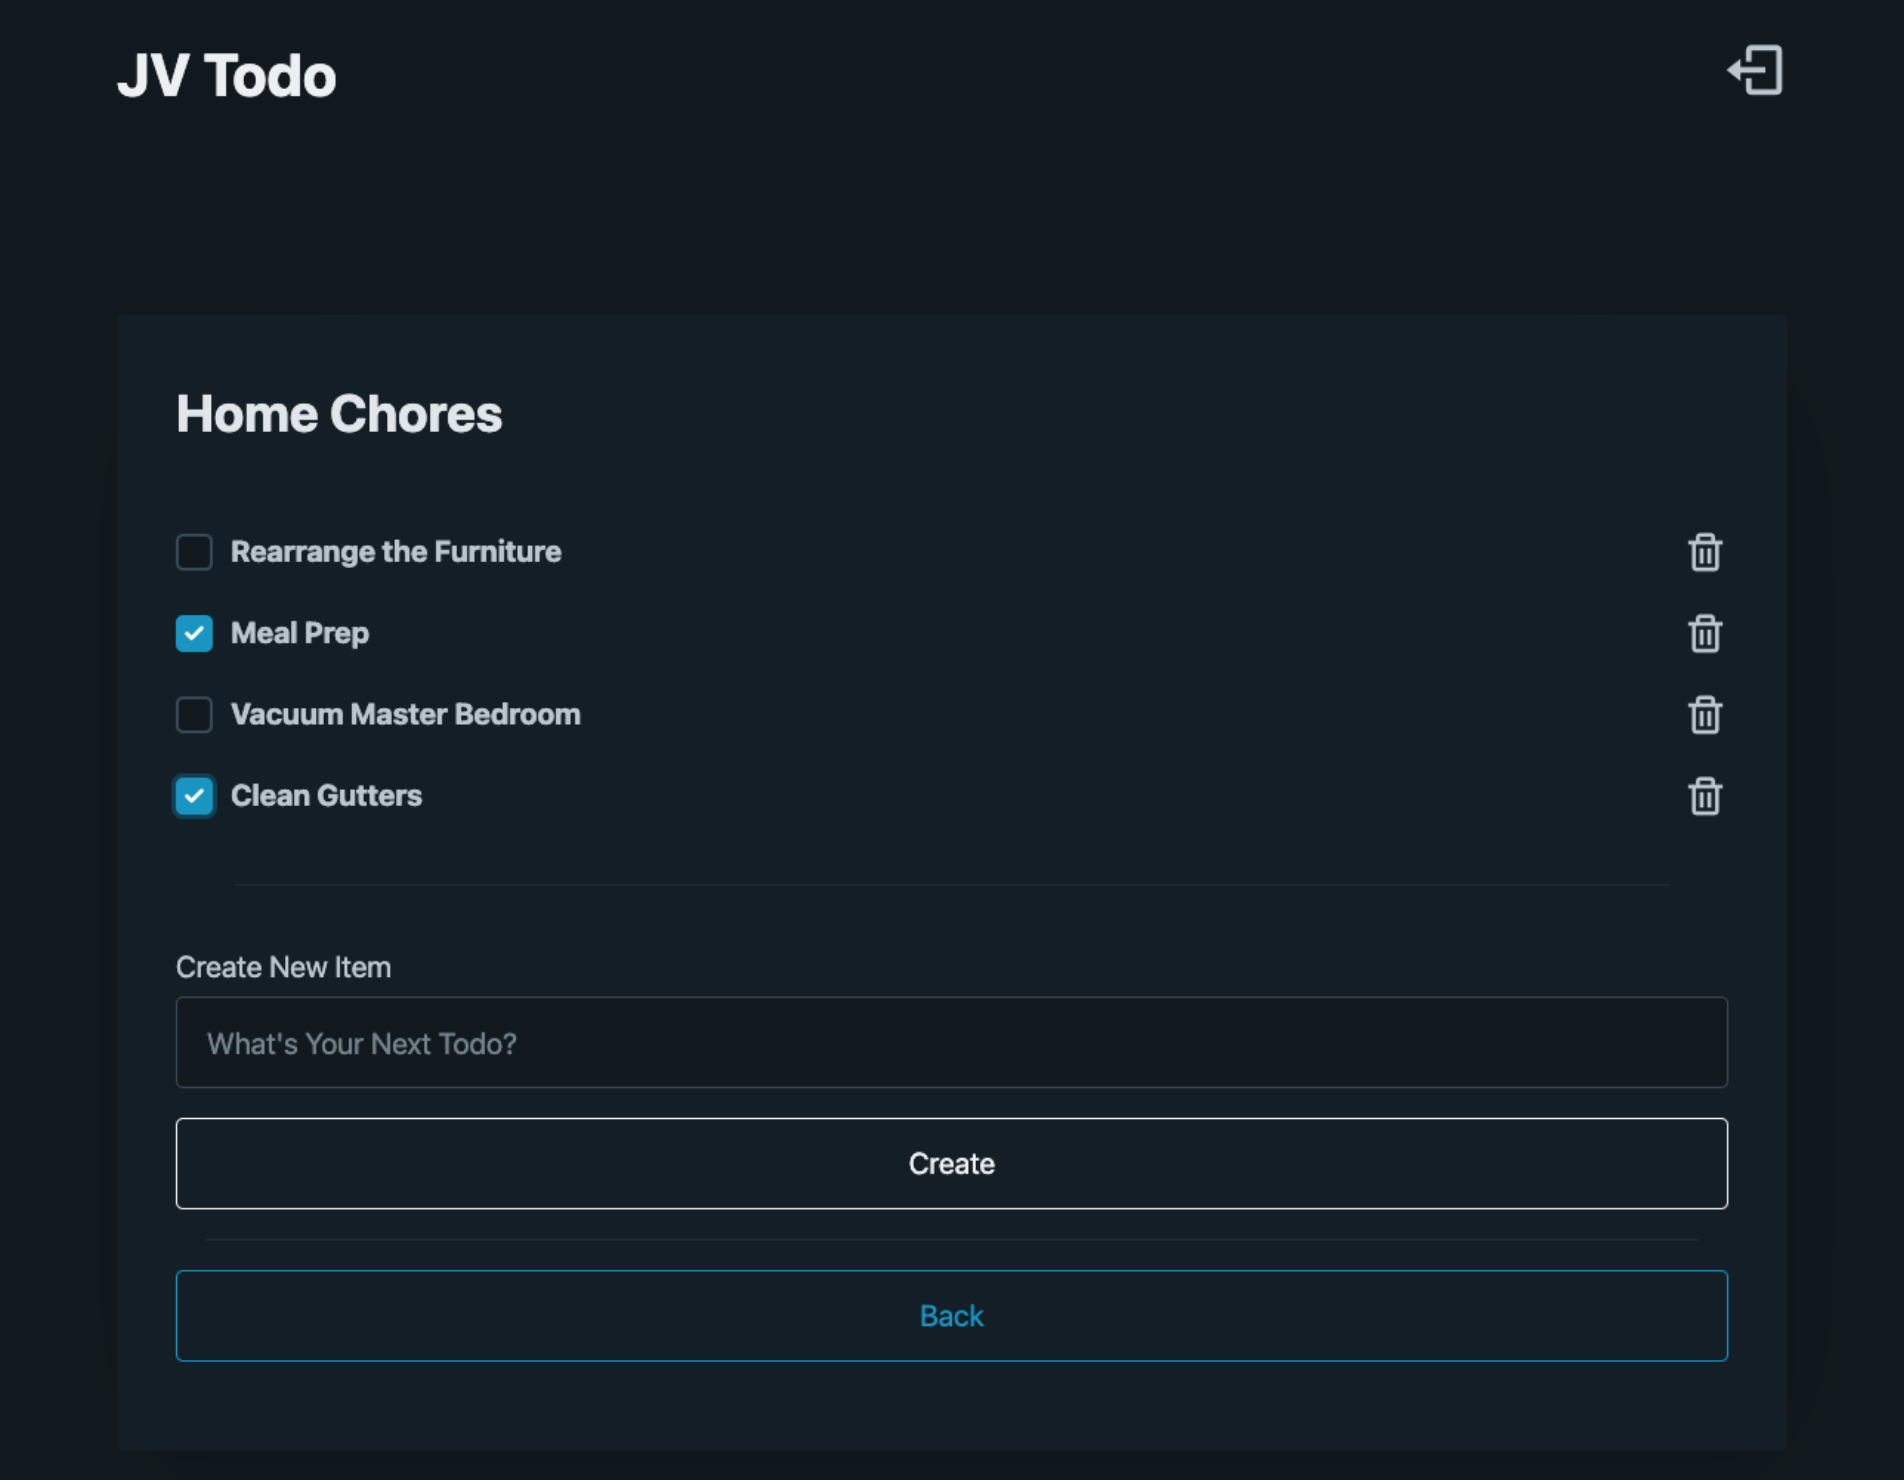 JV Todo
Home Chores
Rearrange the Furniture
Meal Prep
Vacuum Master Bedroom
Clean Gutters
Create New Item
What's Your Next Todo?
Create
Back